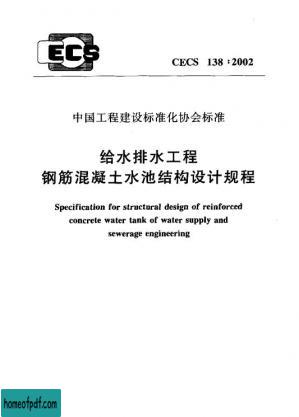 ECS
CECS 138:2002
中国工程建设标准化协会标准
给水排水工程
钢筋混凝土水池结构设计规程
Specification for structural design of reinforced
concrete water tank of water supply and
sewerage engineering
homeofpdf.com